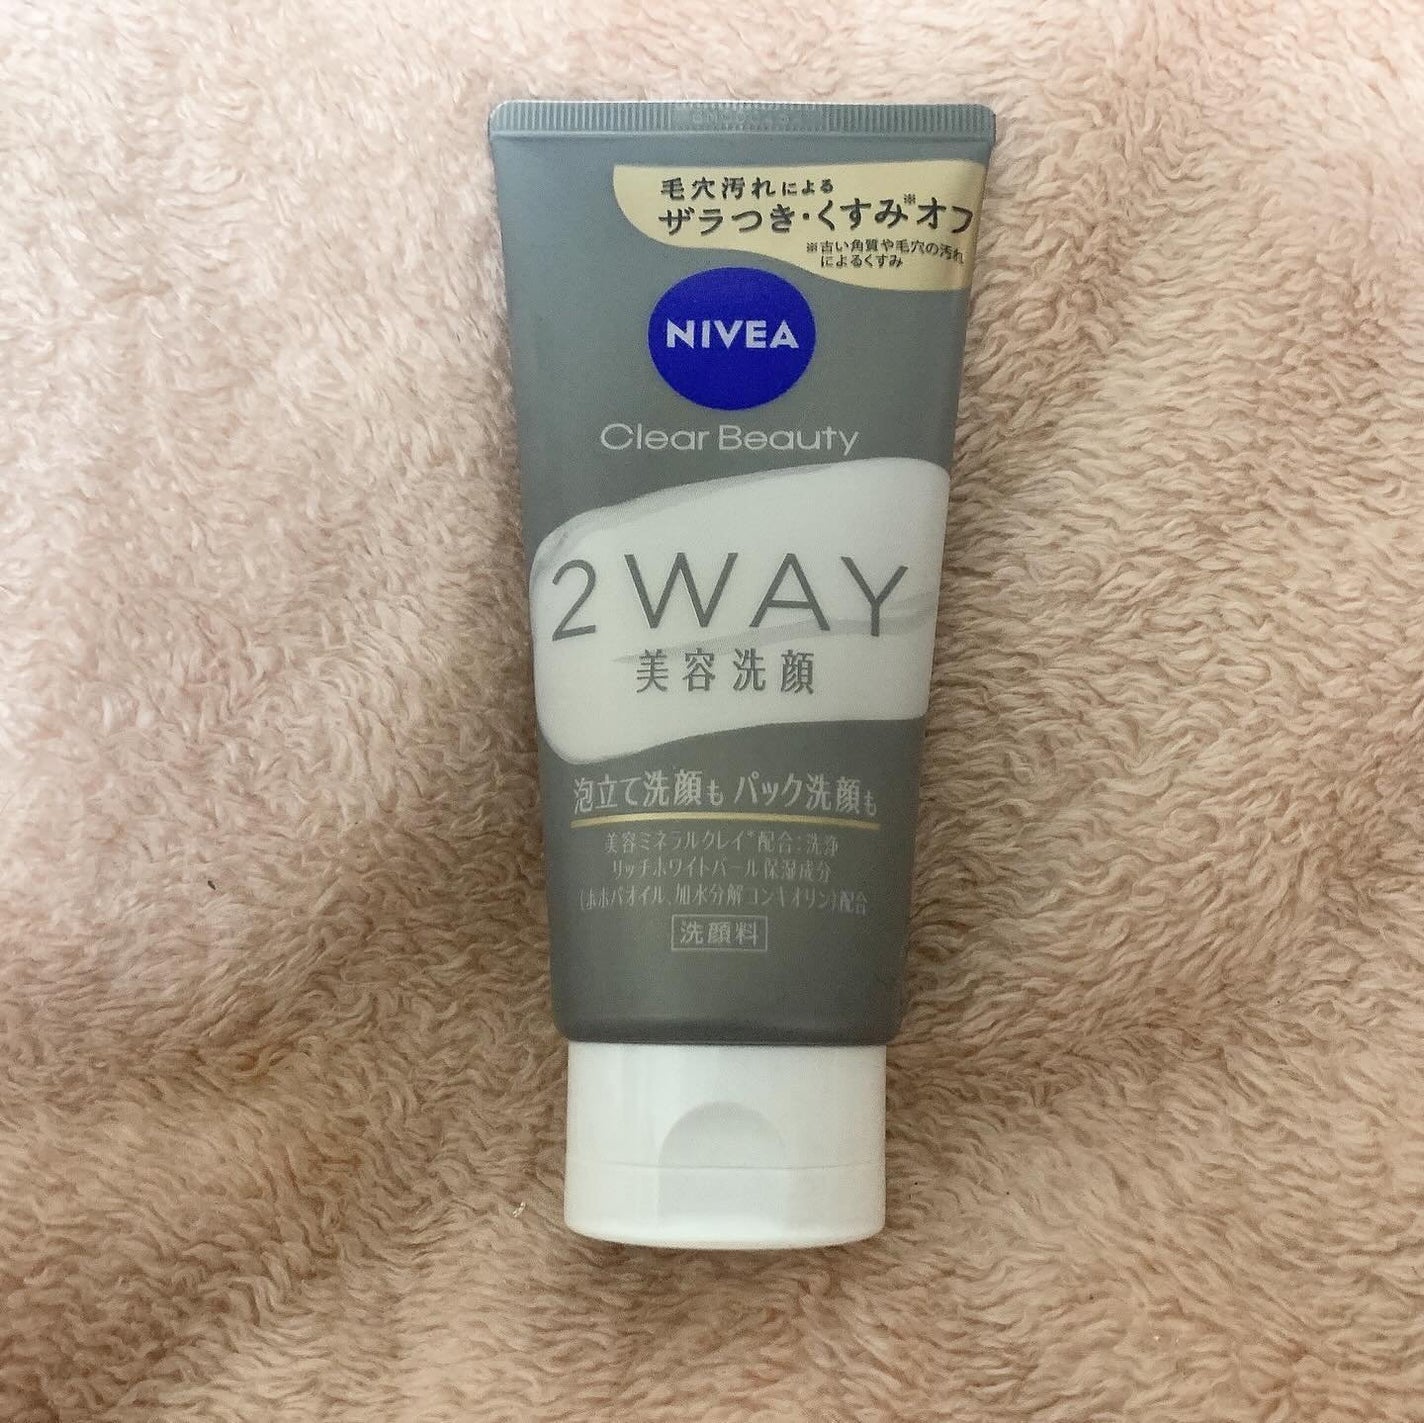 毛穴汚れによる
ザラつき・くすみ※オフ
※古い角質や毛穴の汚れ
によるくすみ
NIVEA
Clear Beauty
2WAY
美容洗顔
泡立て洗顔も パック洗顔も
美容ミネラルクレイ*配合:洗浄
リッチホワイトパール保湿成分
(ホホバオイル、加水分解コンキオリン)配合
洗顔料